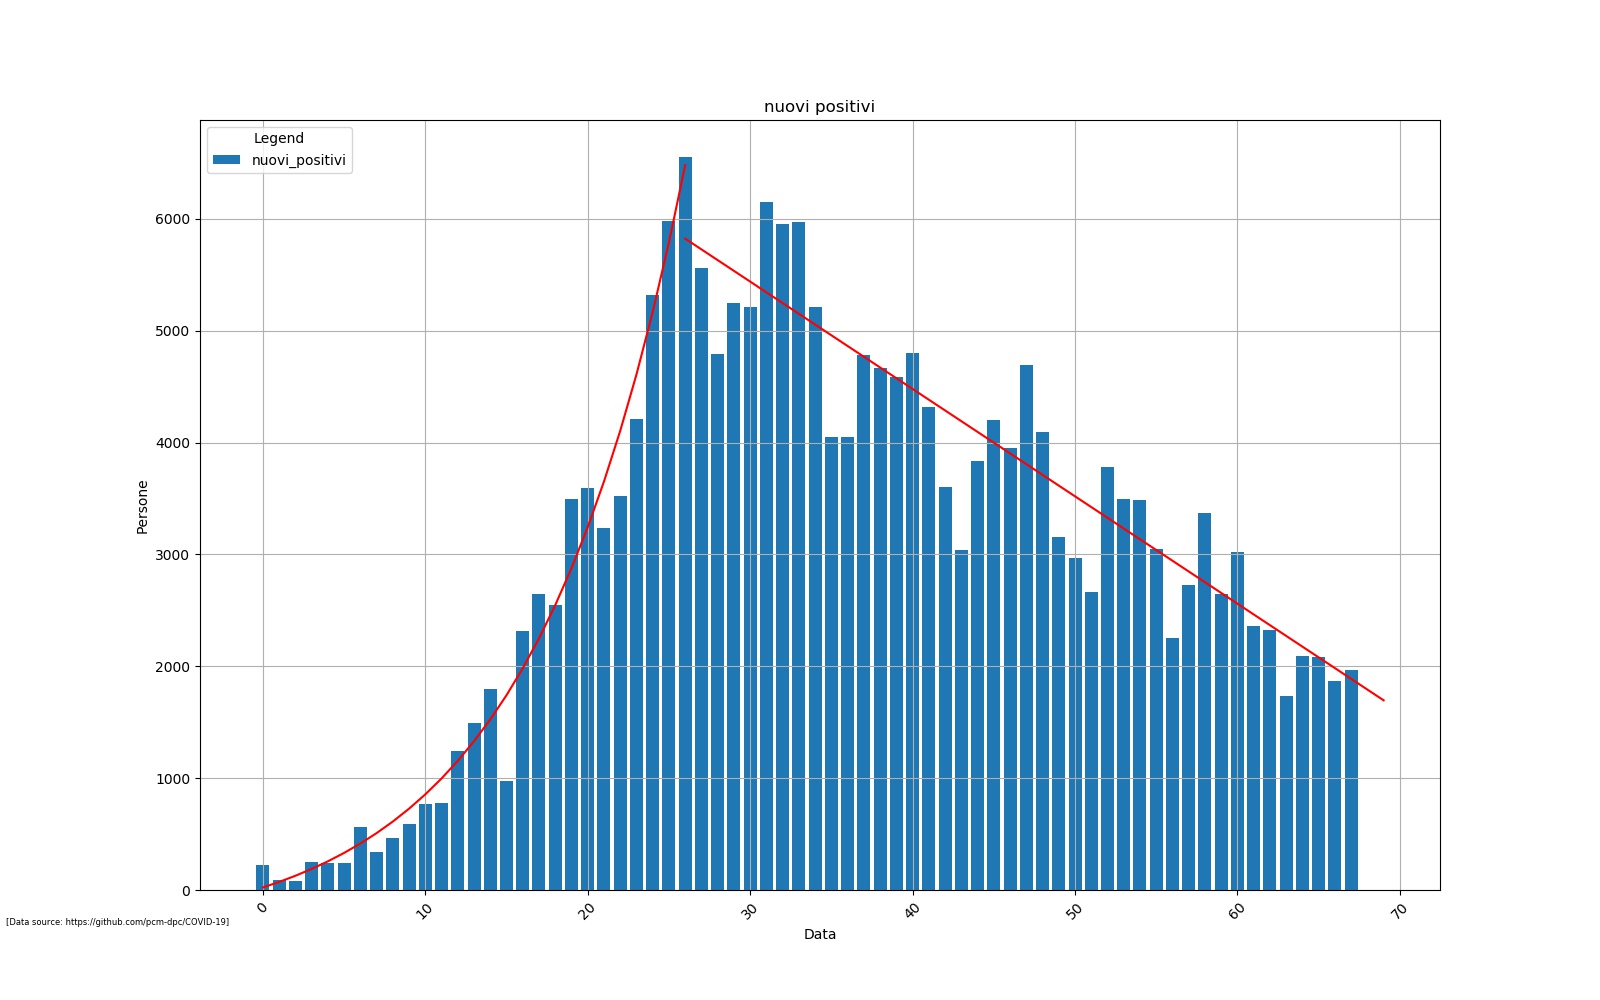 nuovi positivi
Legend
nuovi_positivi
Persone
6000
5000
4000
3000
2000
1000
0
0 10 20 30 40 50 60 70
Data
[Data source: https://github.com/pcm-dpc/COVID-19]